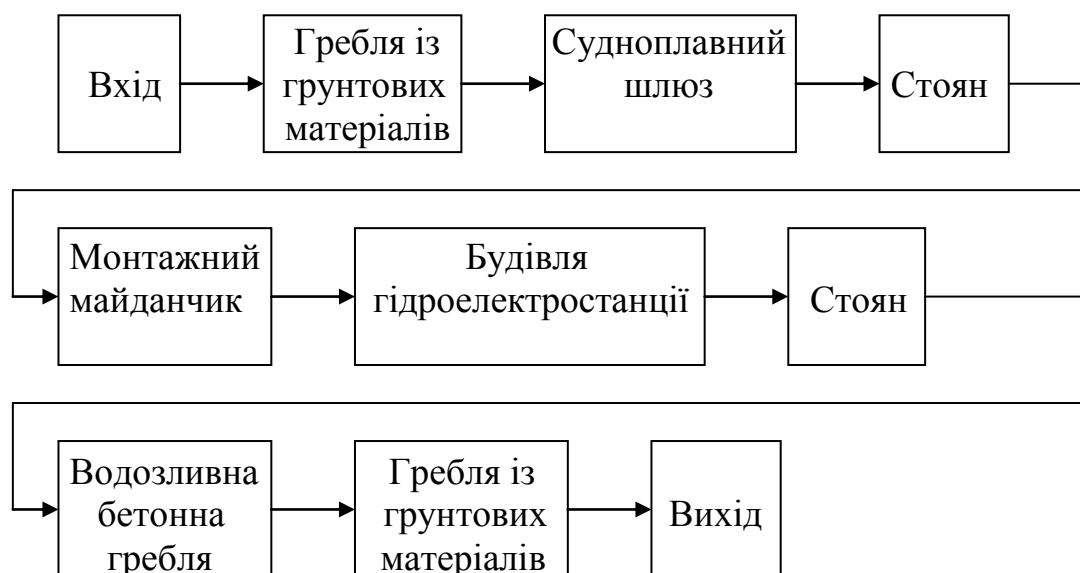 Вхід
Гребля із
грунтових
матеріалів
Судноплавний
шлюз
Стоян
Монтажний
майданчик
Будівля
гідроелектростанції
Стоян
Водозливна
бетонна
гребля
Гребля із
грунтових
матеріалів
Вихід